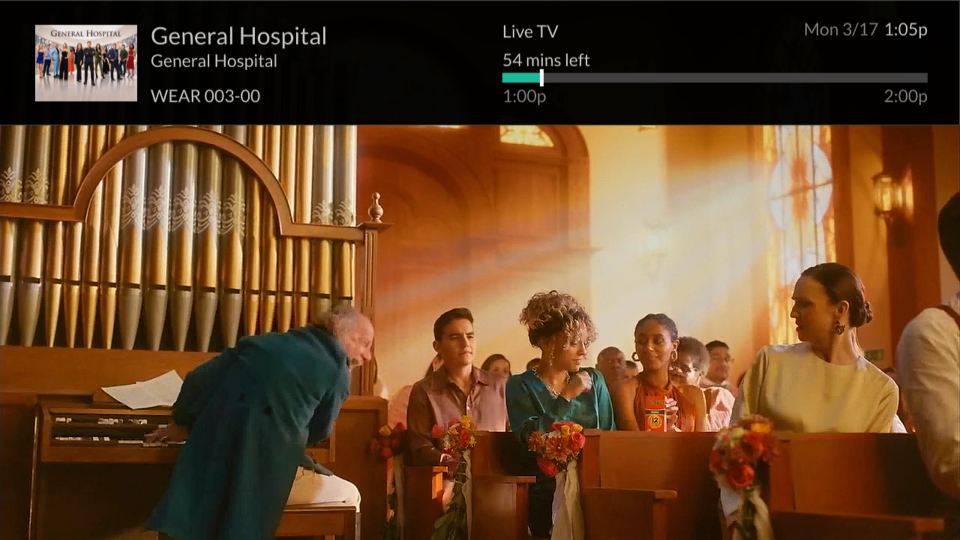 GENERAL HOSPITAL
General Hospital
General Hospital
WEAR 003-00
Live TV
54 mins left
1:00p
2:00p
Mon 3/17 1:05p